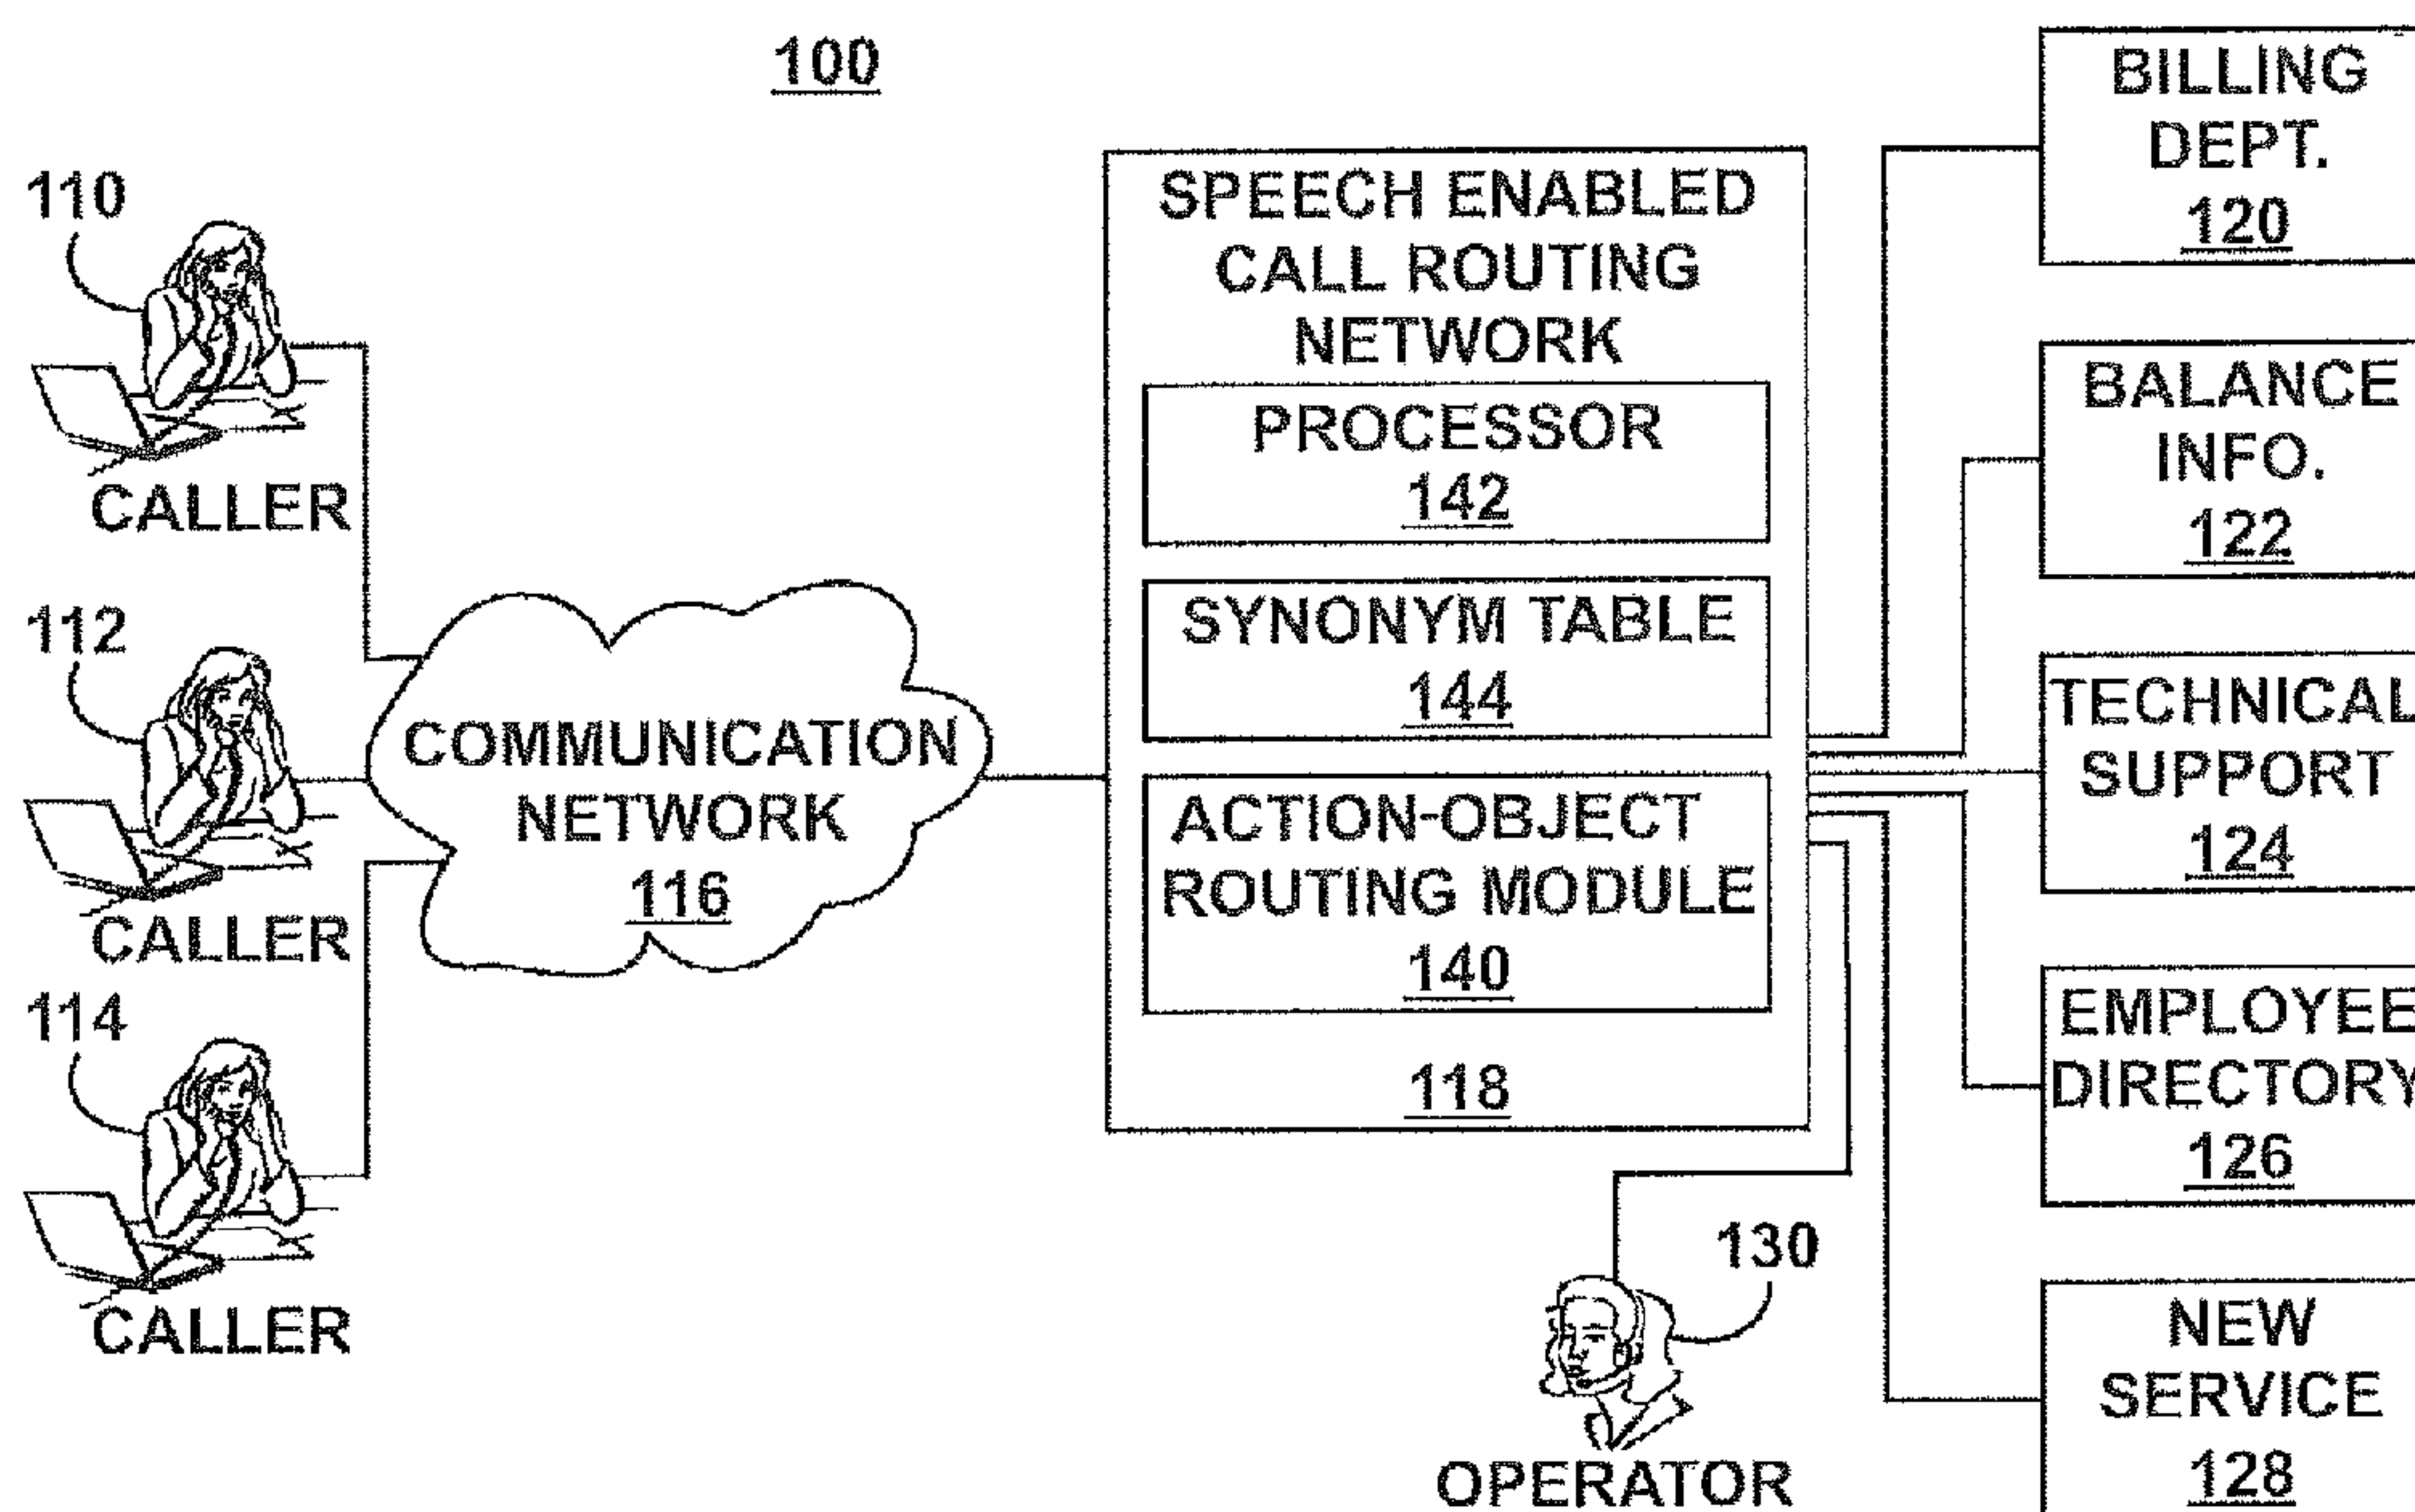 100
110
CALLER
112
CALLER
114
CALLER
COMMUNICATION
NETWORK
116
SPEECH ENABLED
CALL ROUTING
NETWORK
PROCESSOR
142
SYNONYM TABLE
144
ACTION-OBJECT
ROUTING MODULE
140
118
130
OPERATOR
BILLING
DEPT.
120
BALANCE
INFO.
122
TECHNICAL
SUPPORT
124
EMPLOYEE
DIRECTORY
126
NEW
SERVICE
128